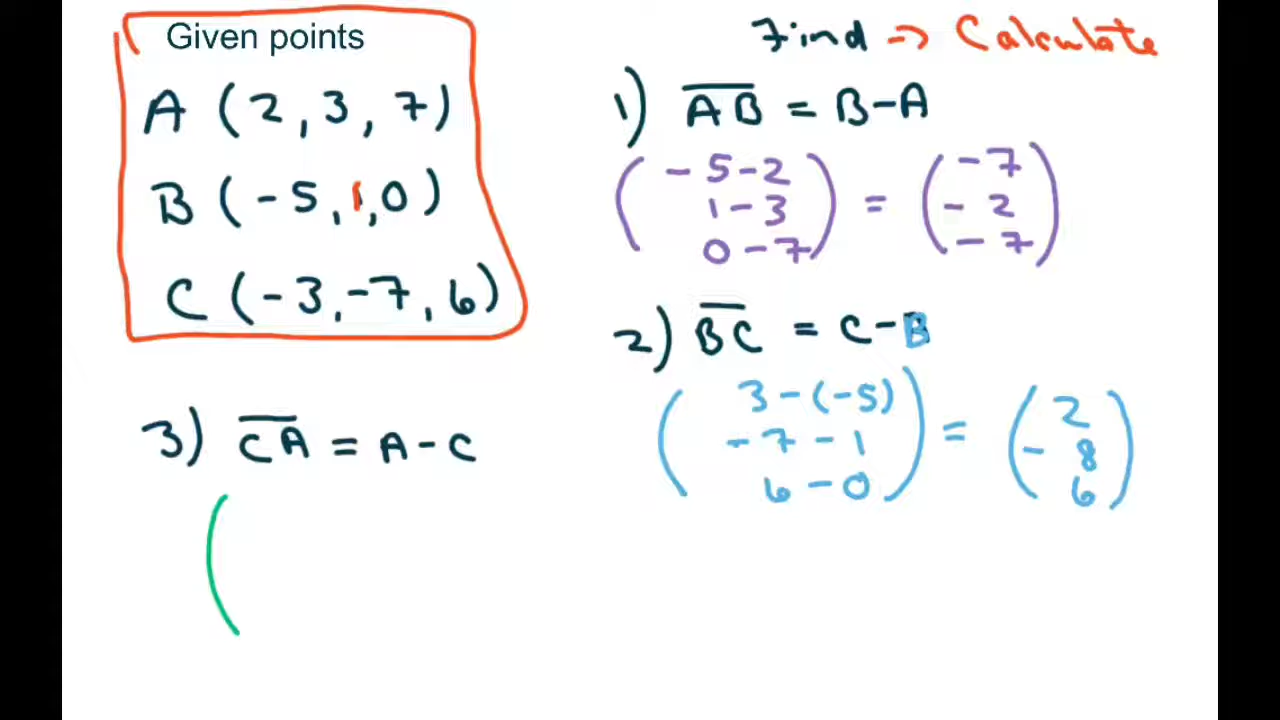 Given points
A (2, 3, 7)
B (-5, 1, 0)
C (-3, -7, 6)
3) CA = A - C
(
Find → Calculate
1) AB = B - A
( -5-2 ) = ( -7 )
( 1-3 ) = ( -2 )
( 0-7 ) = ( -7 )
2) BC = C - B
( 3-(-5) ) = ( 2 )
( -7-1 ) = ( -8 )
( 6-0 ) = ( 6 )